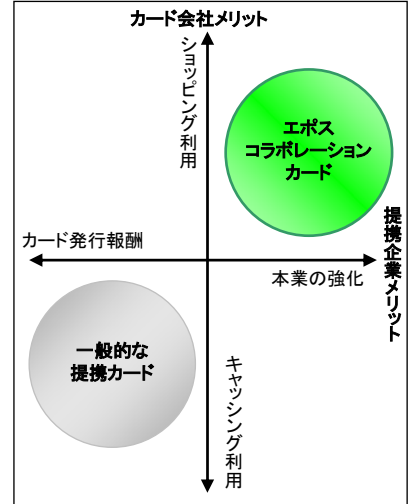 カード会社メリット
ショッピング利用
エポス
コラボレーション
カード
カード発行報酬
本業の強化
提携企業メリット
一般的な
提携カード
キャッシング利用